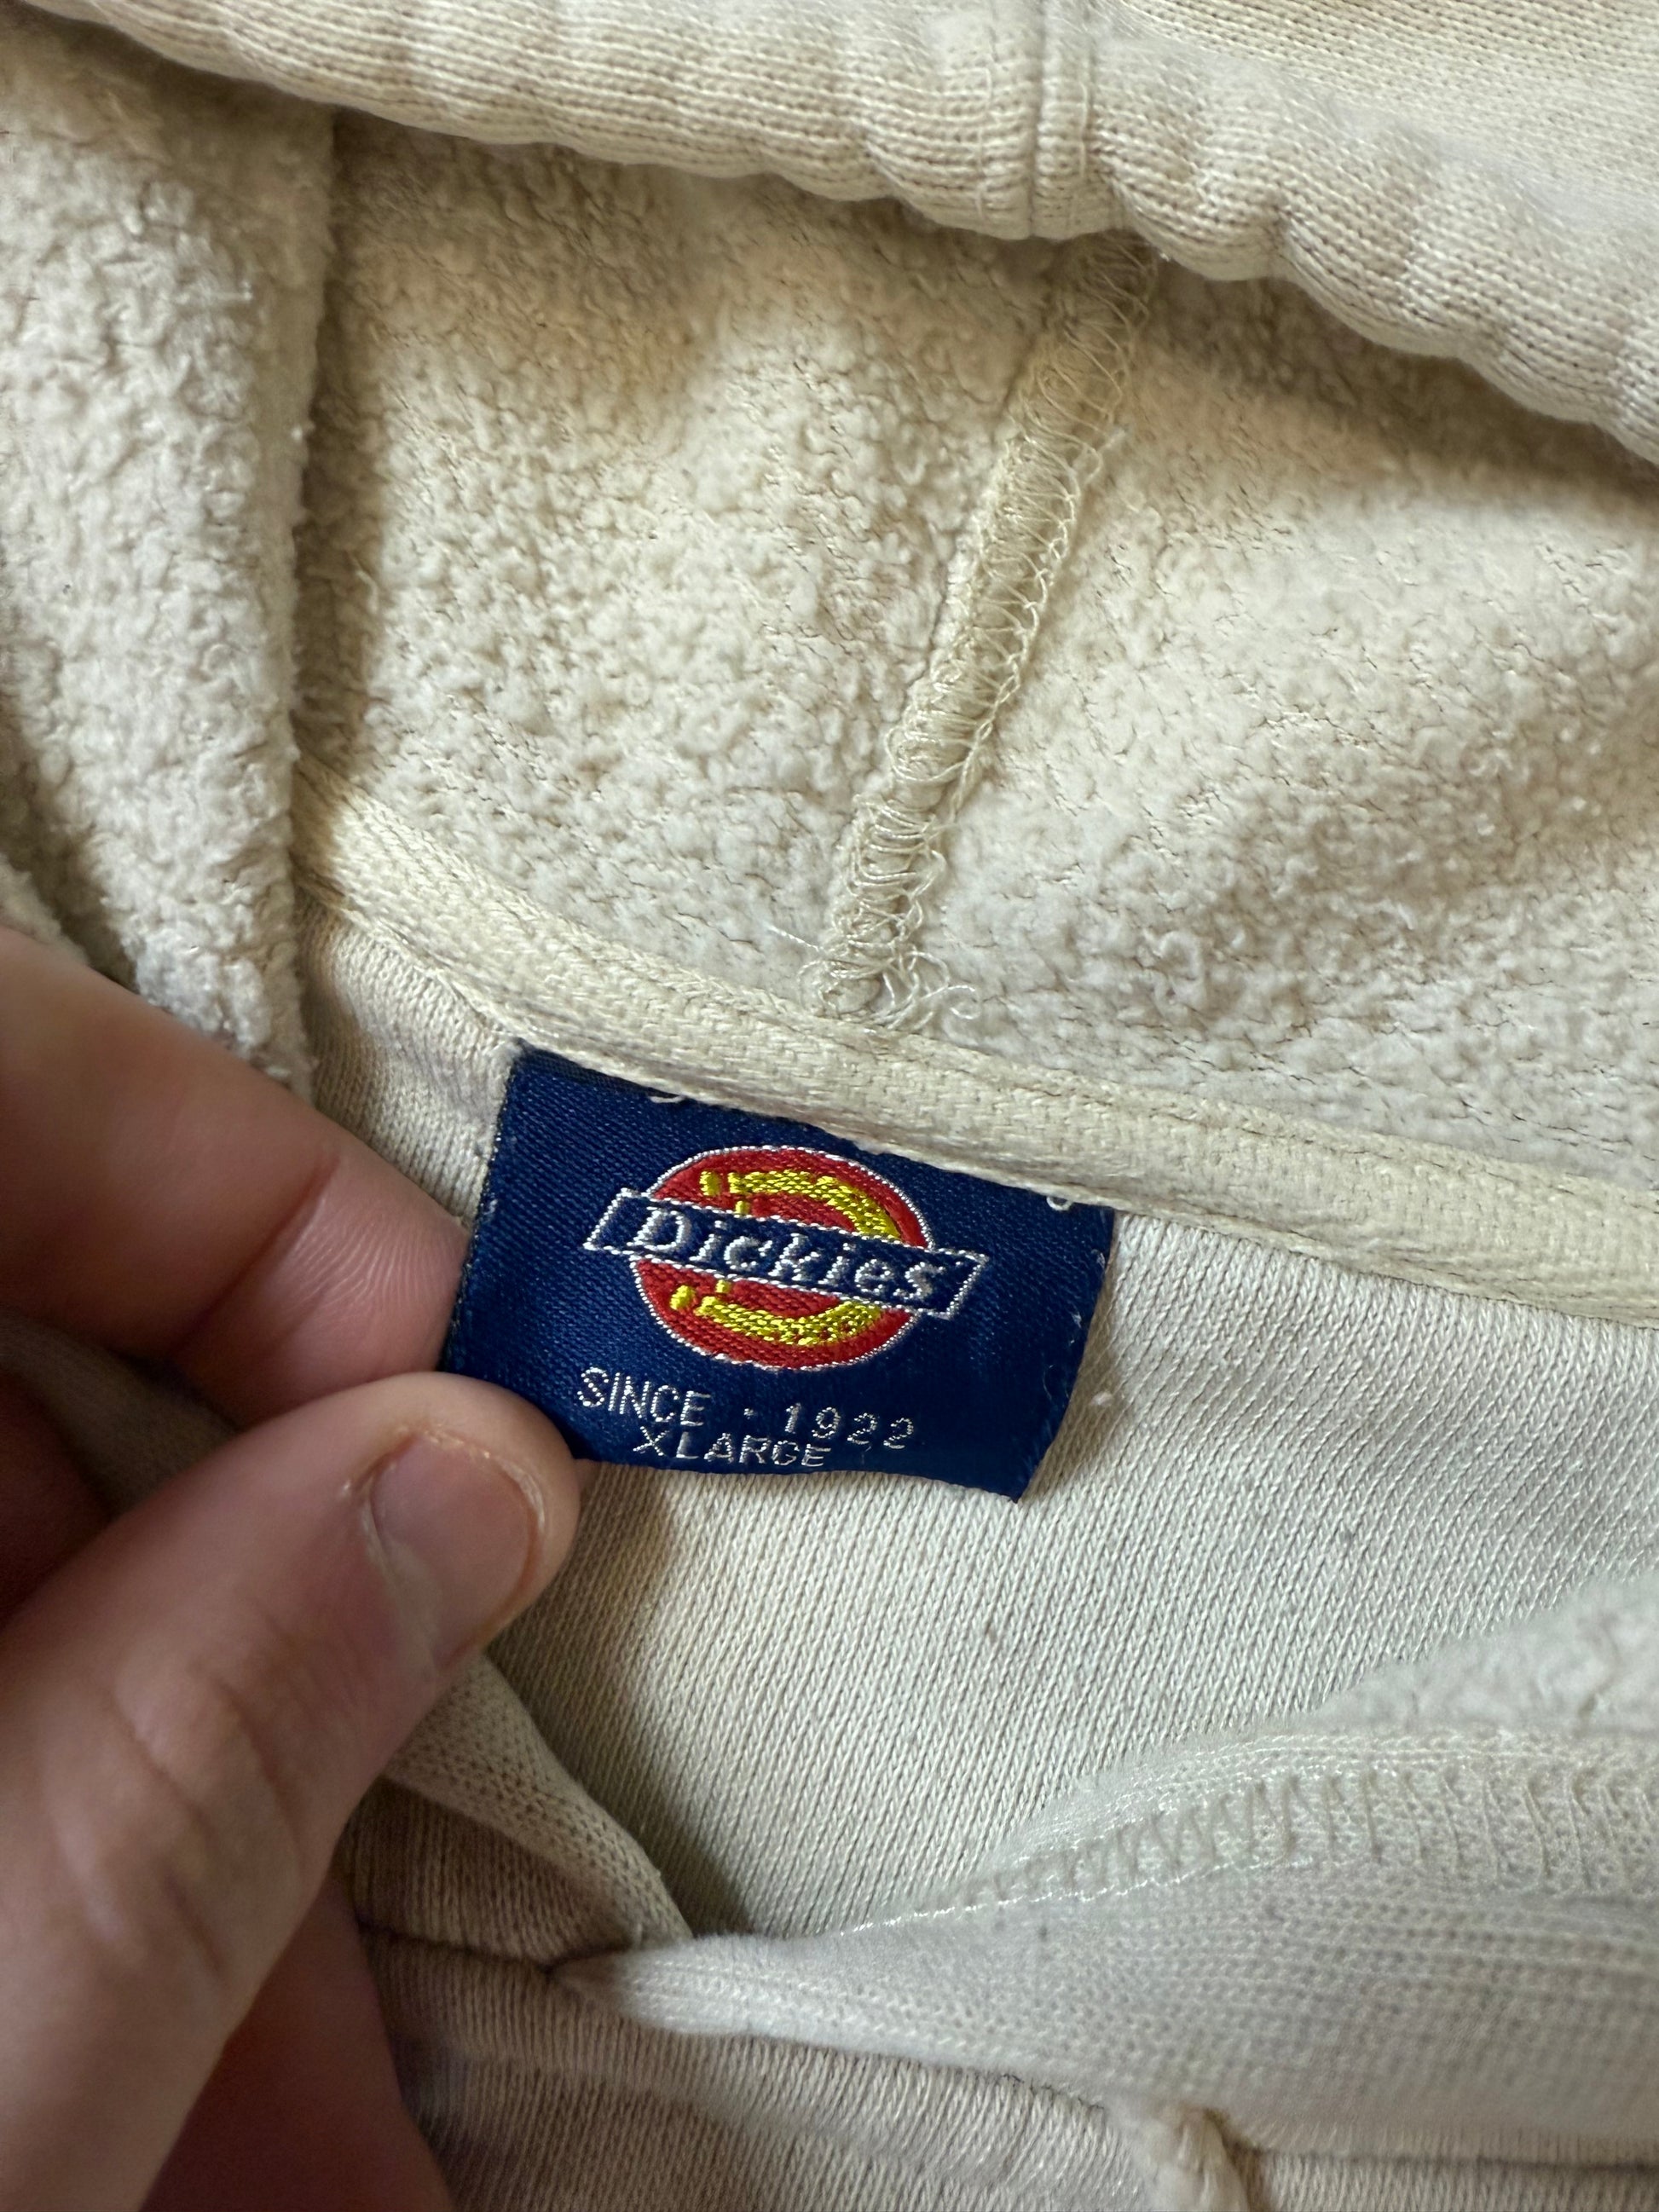 Dickies
SINCE - 1922
XLARGE